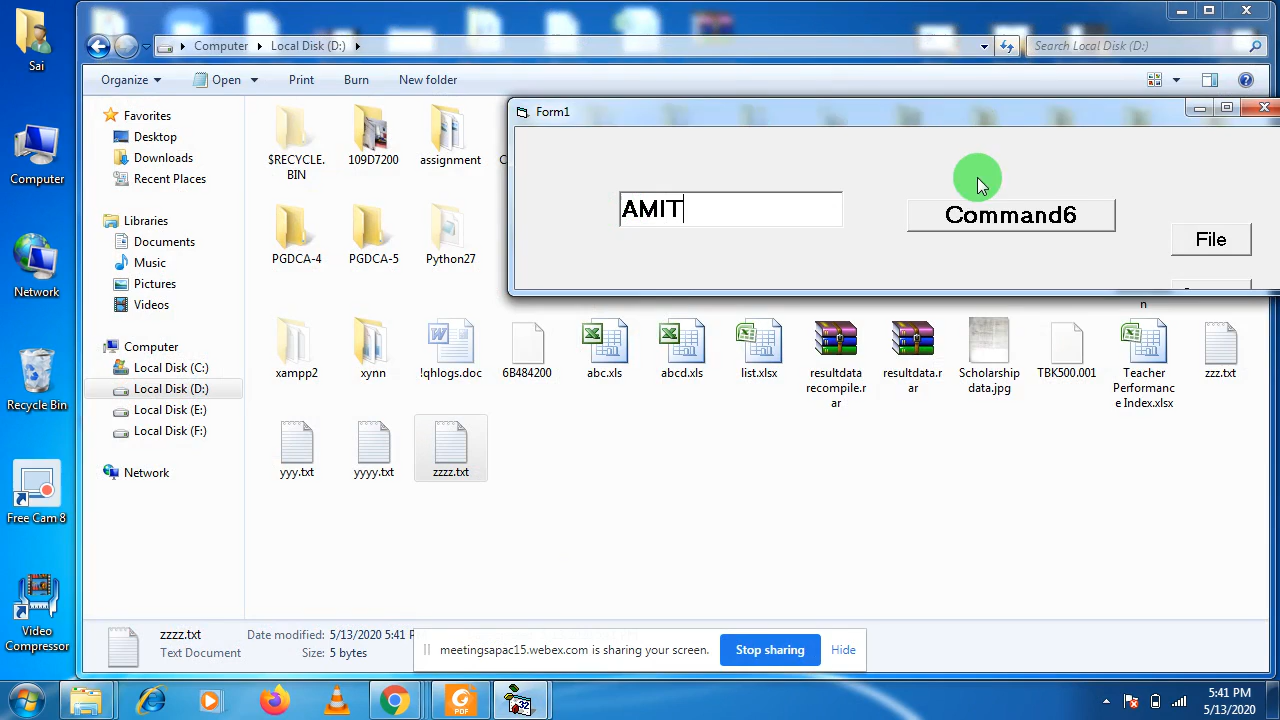 Sai
Computer
Network
Recycle Bin
Free Cam 8
Video
Compressor
Computer
Local Disk (D:)
Search Local Disk (D:)
Organize
Open
Print
Burn
New folder
Favorites
Desktop
Downloads
Recent Places
Libraries
Documents
Music
Pictures
Videos
Computer
Local Disk (C:)
Local Disk (D:)
Local Disk (E:)
Local Disk (F:)
Network
$RECYCLE.
BIN
109D7200
assignment
PGDCA-4
PGDCA-5
Python27
Form1
AMIT
Command6
File
n
xampp2
xynn
!qhlogs.doc
6B484200
abc.xls
abcd.xls
list.xlsx
resultdata
recompile.r
ar
resultdata.r
ar
Scholarship
data.jpg
TBK500.001
Teacher
Performanc
e Index.xlsx
zzz.txt
yyy.txt
yyyy.txt
zzzz.txt
zzzz.txt
Text Document
Date modified: 5/13/2020 5:41 P
Size: 5 bytes
meetingsapac15.webex.com is sharing your screen.
Stop sharing
Hide
PDF
32
5:41 PM
5/13/2020